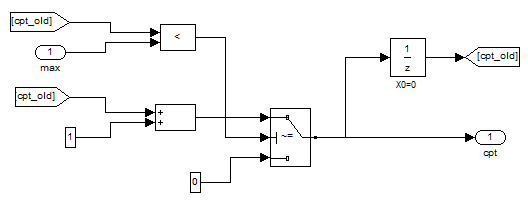 [cpt_old]
1
max
<
[cpt_old]
1
+
+
0
~=
1
z
X0=0
[cpt_old]
1
cpt